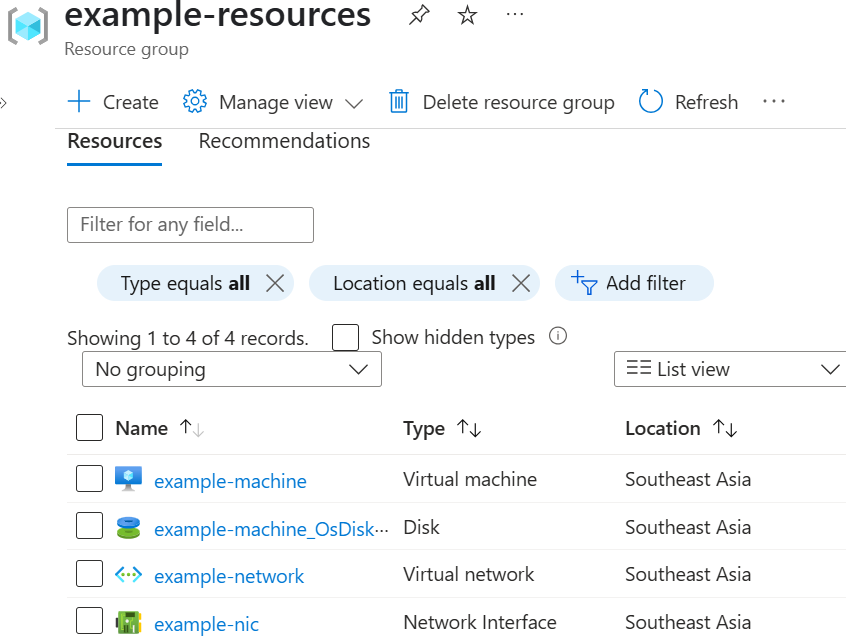 example-resources
Resource group
Create Manage view Delete resource group Refresh ...
Resources Recommendations
Filter for any field...
Type equals all Location equals all Add filter
Showing 1 to 4 of 4 records. Show hidden types
No grouping List view
Name Type Location
example-machine Virtual machine Southeast Asia
example-machine_OsDisk... Disk Southeast Asia
example-network Virtual network Southeast Asia
example-nic Network Interface Southeast Asia